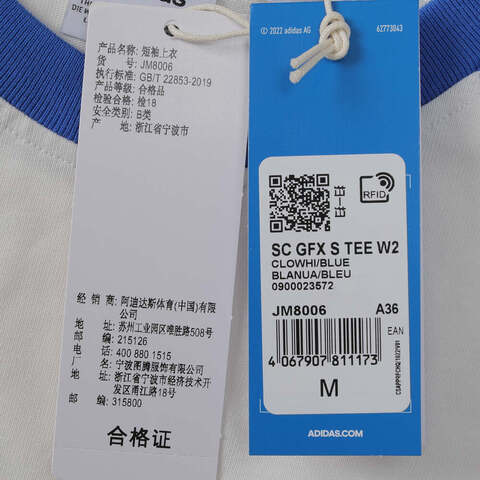 产品名称: 短袖上衣
货 号: JM8006
执行标准: GB/T 22853-2019
产品等级: 合格品
检验合格: 检18
安全类别: B类
产 地: 浙江省宁波市
经 销 商: 阿迪达斯体育(中国)有限
公司
地 址: 苏州工业园区唯胜路508号
邮 编: 215126
电 话: 400 880 1515
制 造 商: 宁波图腾服饰有限公司
地 址: 浙江省宁波市经济技术开
发区尾江路18号
邮 编: 315800
合格证
© 2022 adidas AG
62773043
RFID
SC GFX S TEE W2
CLOWHI/BLUE
BLANUA/BLEU
0900023572
JM8006 A36
EAN
4 067907 811173
M
ADIDAS.COM